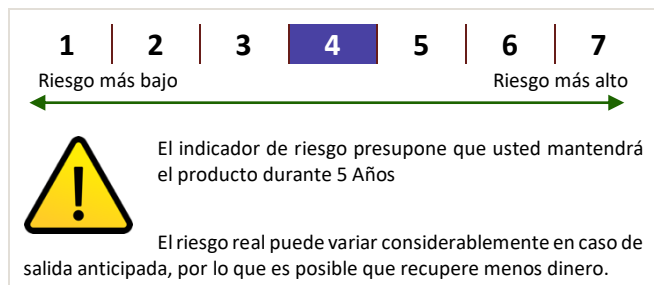 1 2 3 4 5 6 7
Riesgo más bajo Riesgo más alto
El indicador de riesgo presupone que usted mantendrá
el producto durante 5 Años
El riesgo real puede variar considerablemente en caso de
salida anticipada, por lo que es posible que recupere menos dinero.